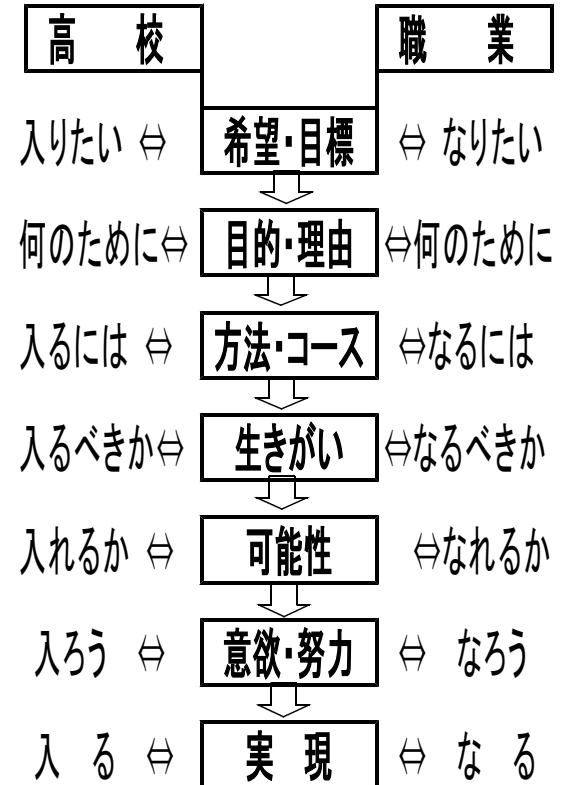 高 校 職 業
入りたい ⇔ 希望・目標 ⇔ なりたい
何のために⇔ 目的・理由 ⇔何のために
入るには ⇔ 方法・コース ⇔なるには
入るべきか⇔ 生きがい ⇔なるべきか
入れるか ⇔ 可能性 ⇔なれるか
入ろう ⇔ 意欲・努力 ⇔ なろう
入 る ⇔ 実 現 ⇔ な る